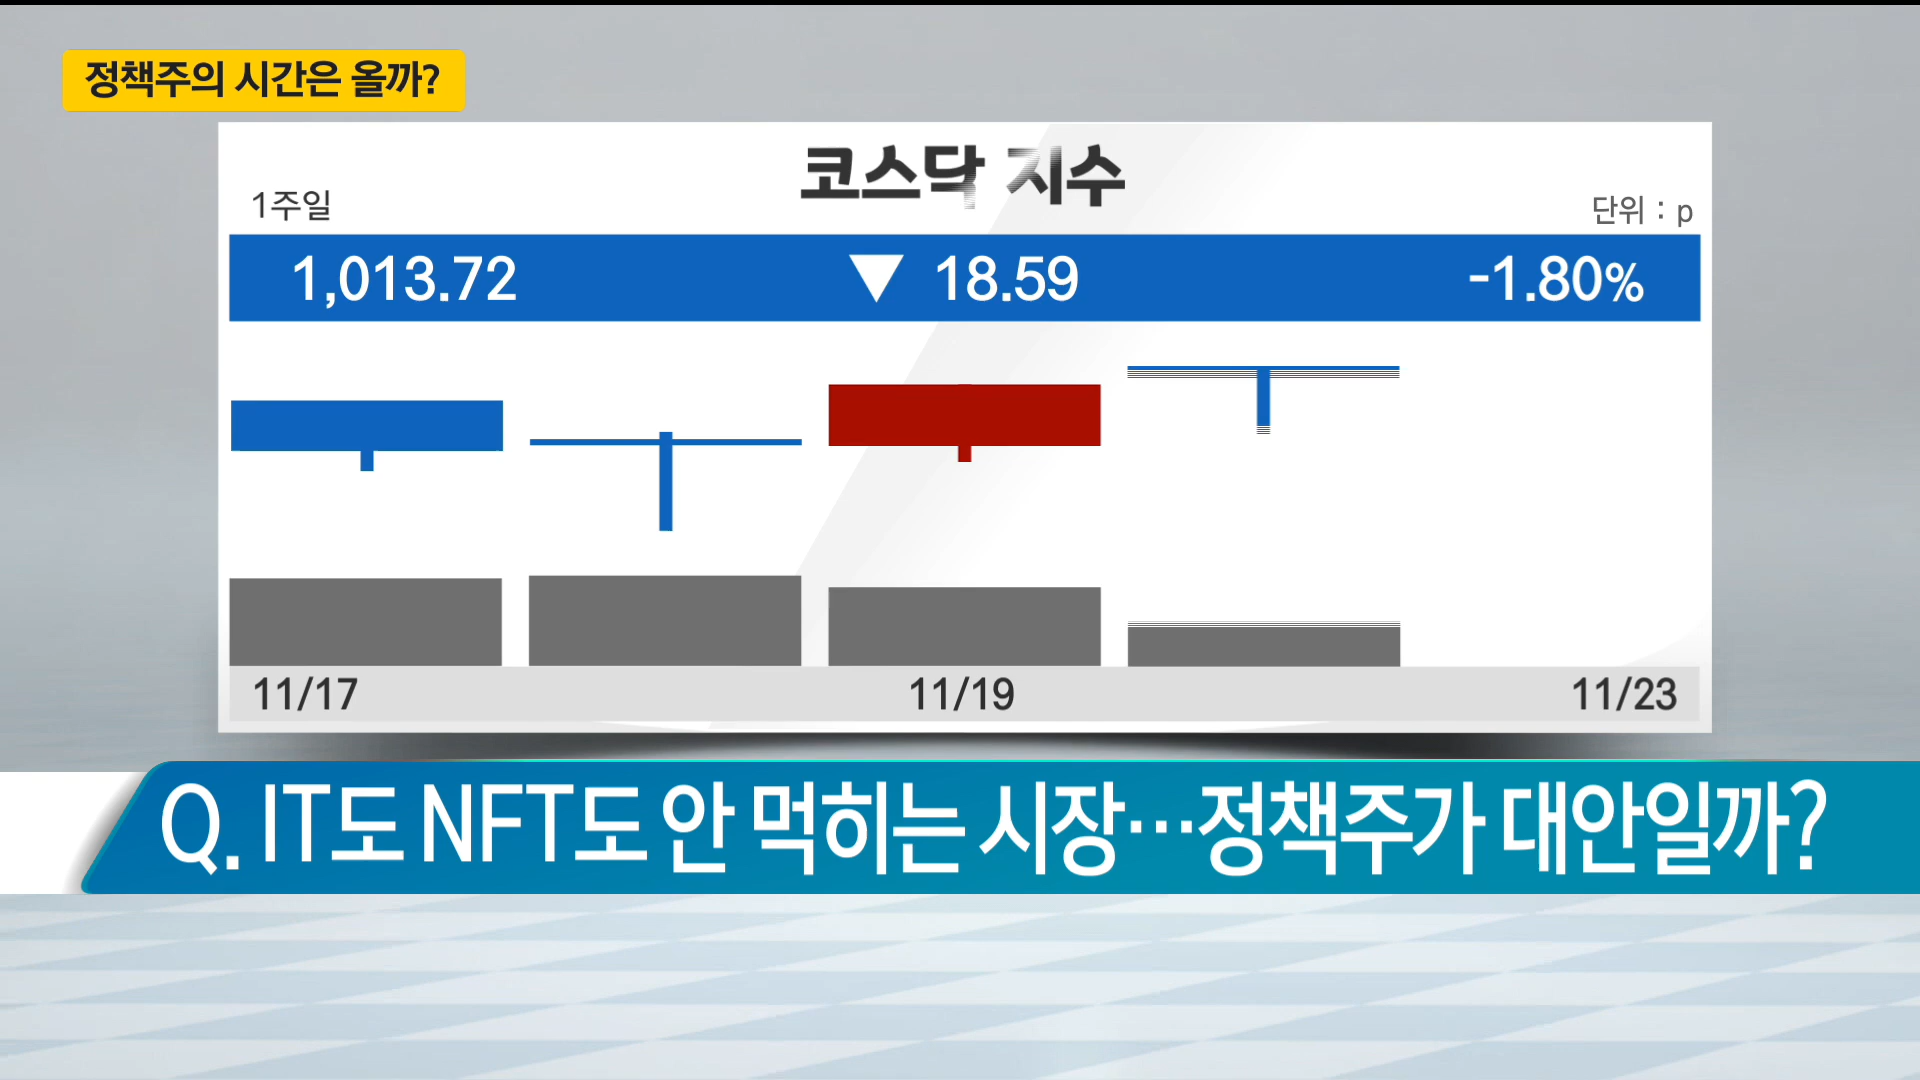 정책주의 시간은 올까?
코스닥 지수
1주일
단위 : p
1,013.72 ▼ 18.59 -1.80%
11/17 11/19 11/23
Q. IT도 NFT도 안 먹히는 시장…정책주가 대안일까?